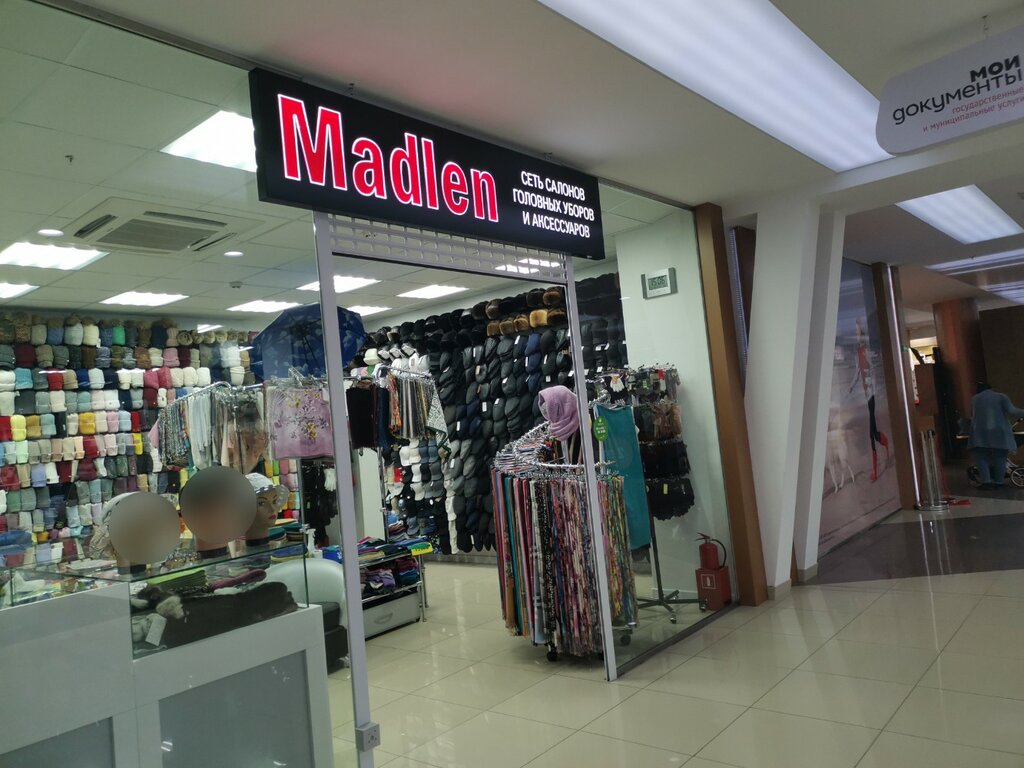 Madlen
СЕТЬ САЛОНОВ
ГОЛОВНЫХ УБОРОВ
И АКСЕССУАРОВ
мои
документы
государственные
и муниципальные услуги